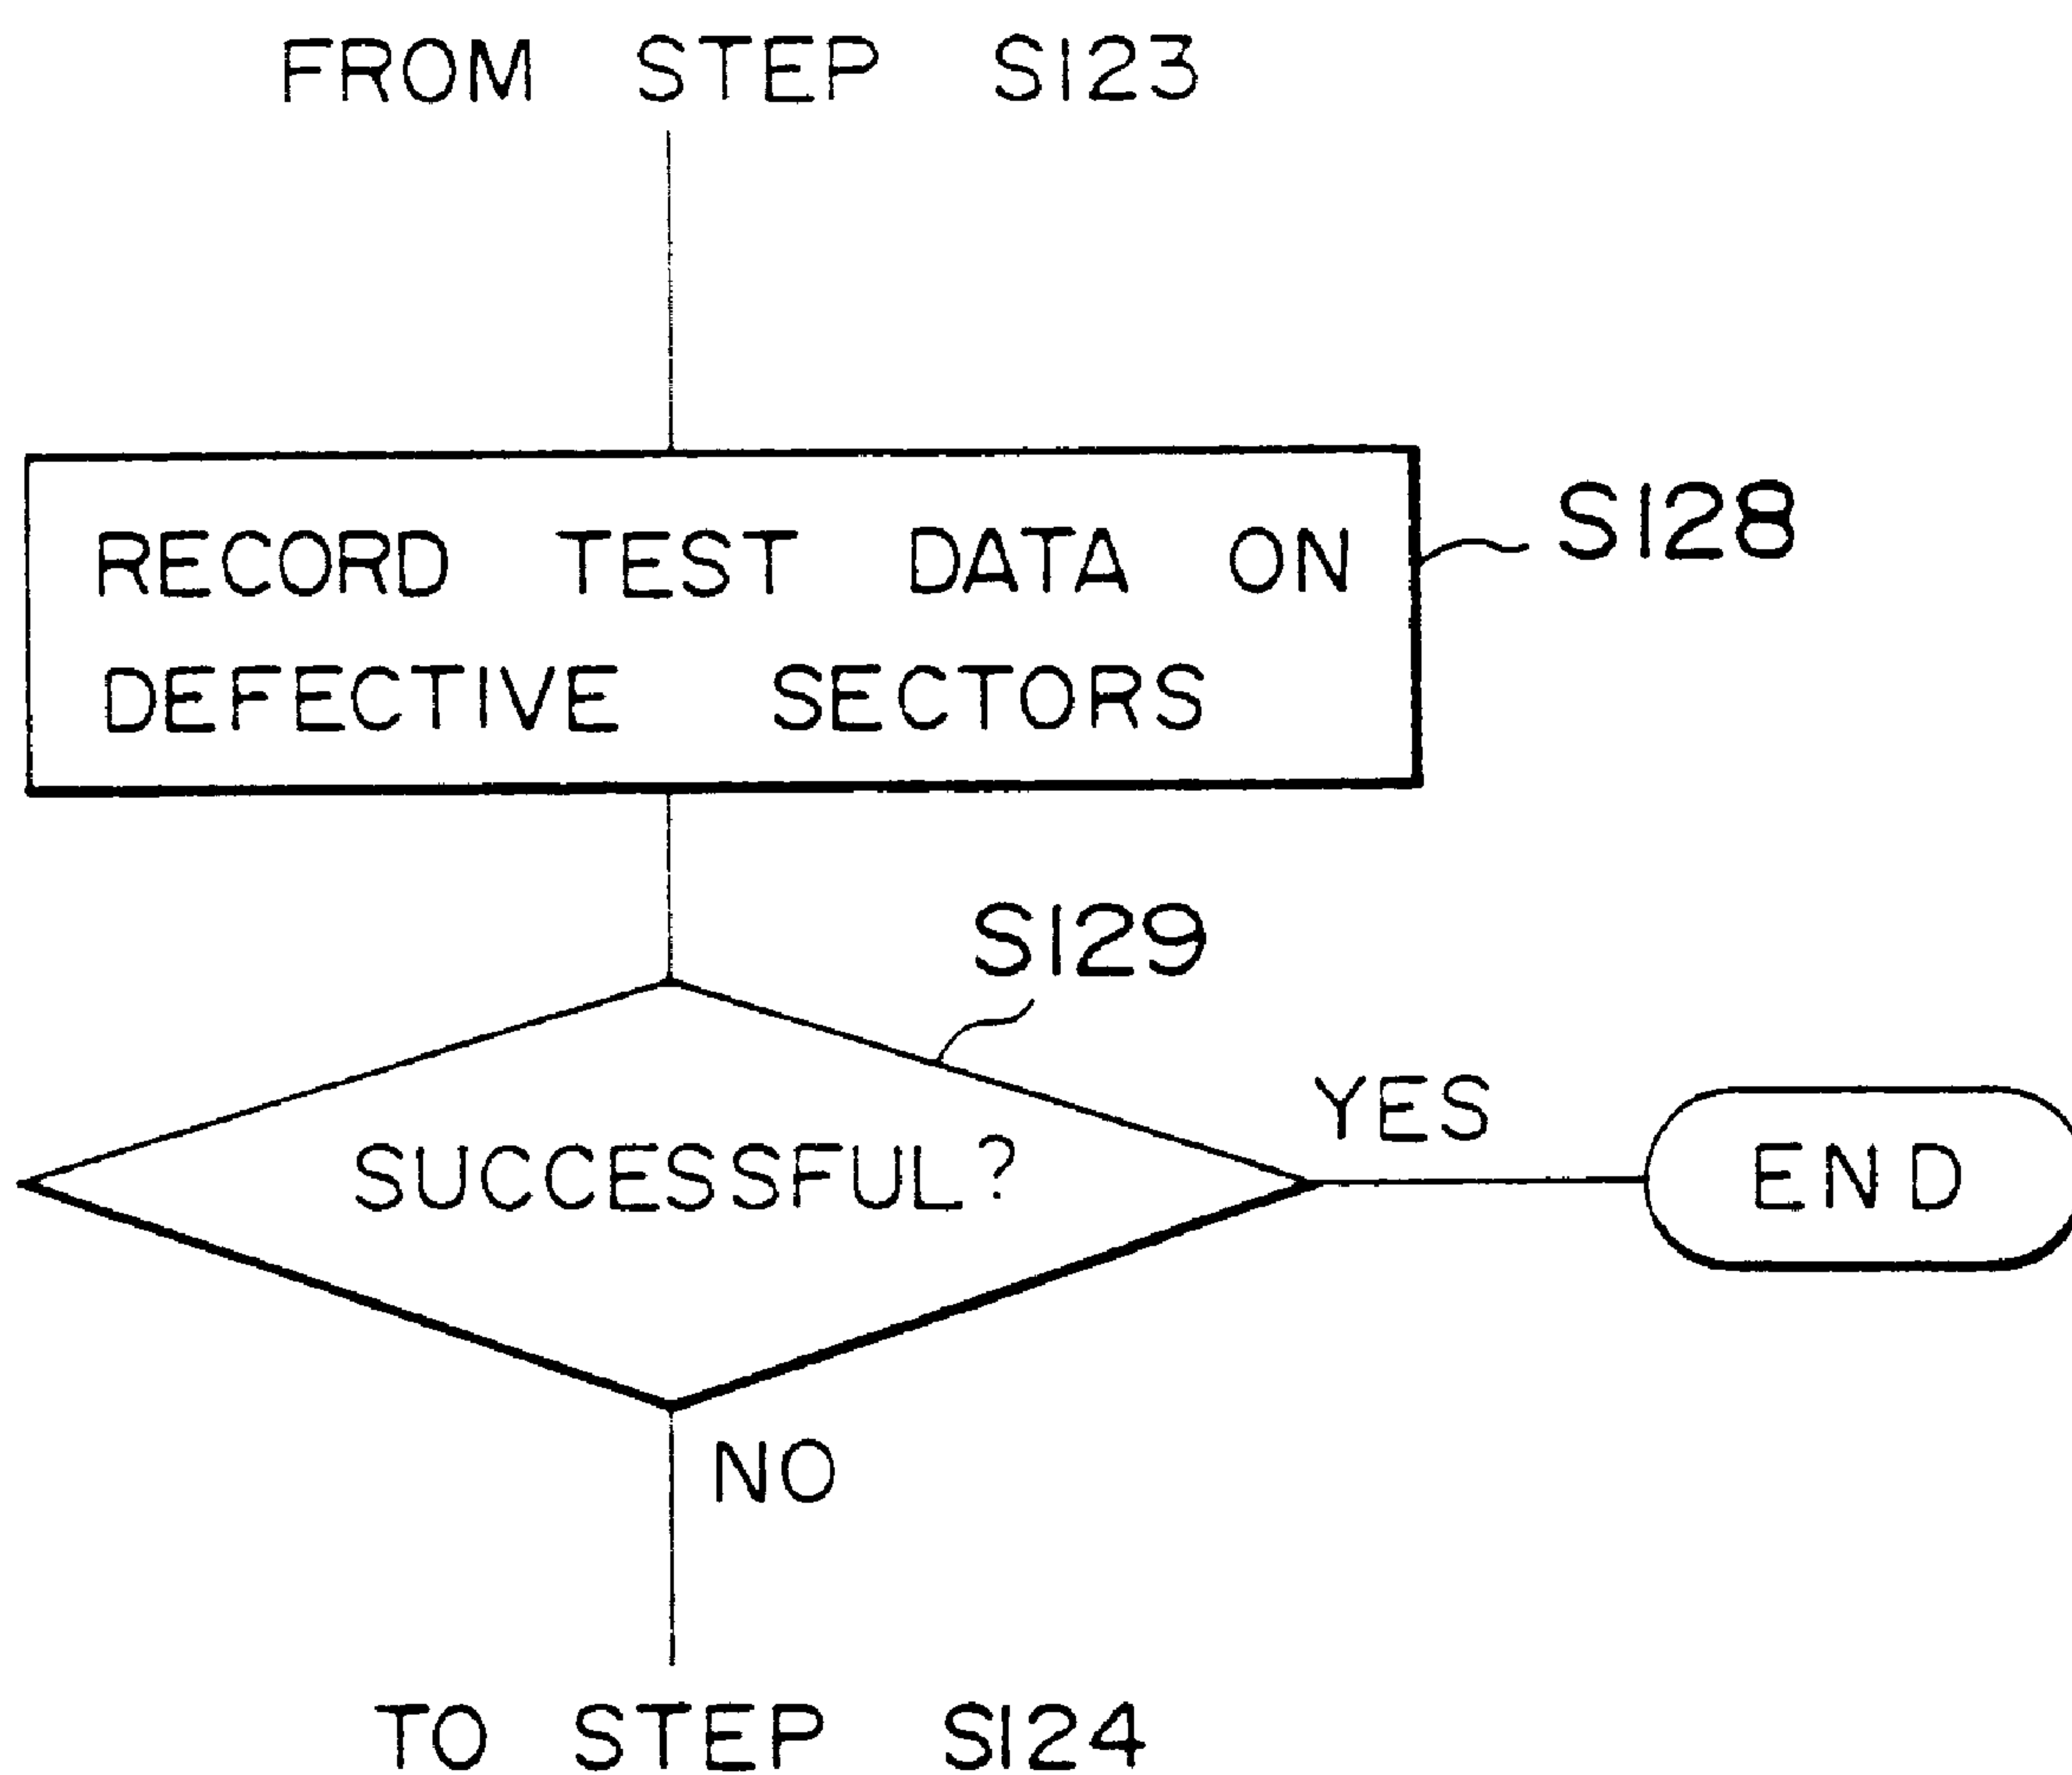 FROM STEP S123
RECORD TEST DATA ON
DEFECTIVE SECTORS
S128
S129
SUCCESSFUL?
YES
END
NO
TO STEP S124